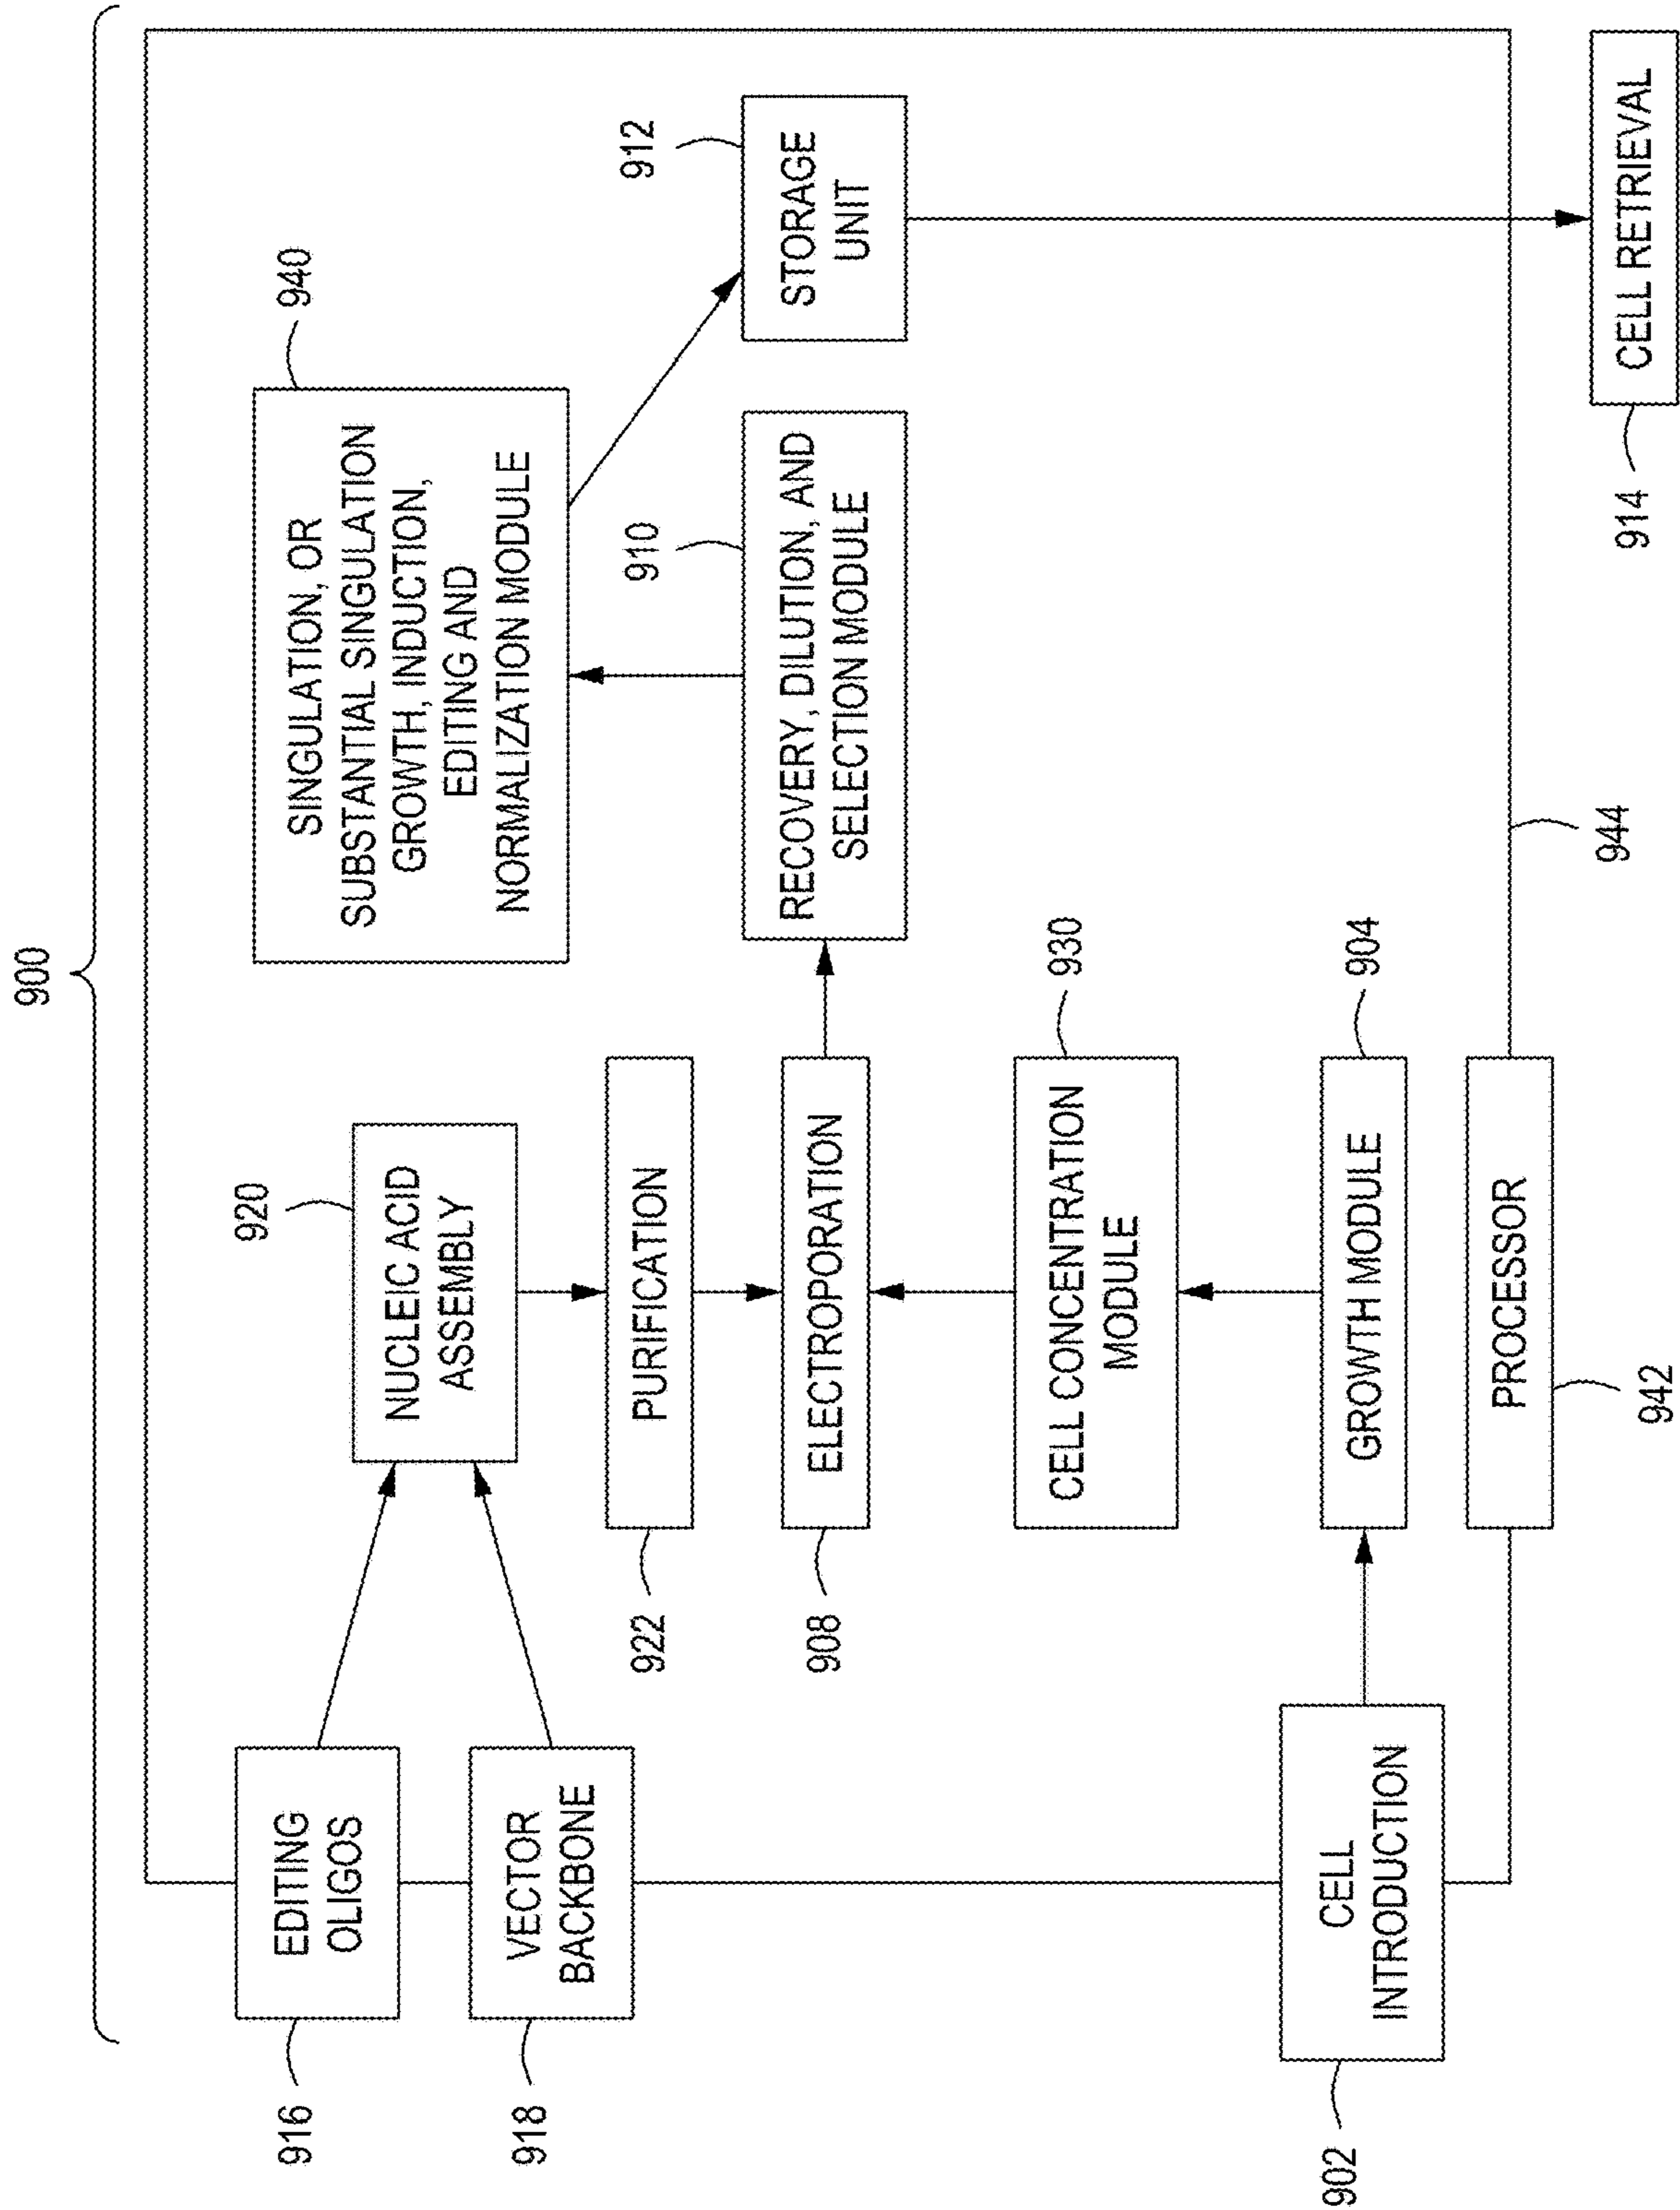 900
916
EDITING
OLIGOS
918
VECTOR
BACKBONE
920
NUCLEIC ACID
ASSEMBLY
922
PURIFICATION
908
ELECTROPORATION
CELL CONCENTRATION
MODULE
930
902
CELL
INTRODUCTION
GROWTH MODULE
904
PROCESSOR
942
944
SINGULATION, OR
SUBSTANTIAL SINGULATION
GROWTH, INDUCTION,
EDITING AND
NORMALIZATION MODULE
940
910
RECOVERY, DILUTION, AND
SELECTION MODULE
912
STORAGE
UNIT
914
CELL RETRIEVAL